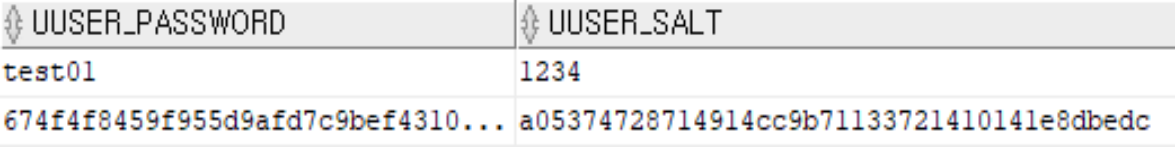 UUSER_PASSWORD UUSER_SALT
test01 1234
674f4f8459f955d9afd7c9bef4310... a05374728714914cc9b71133721410141e8dbedc